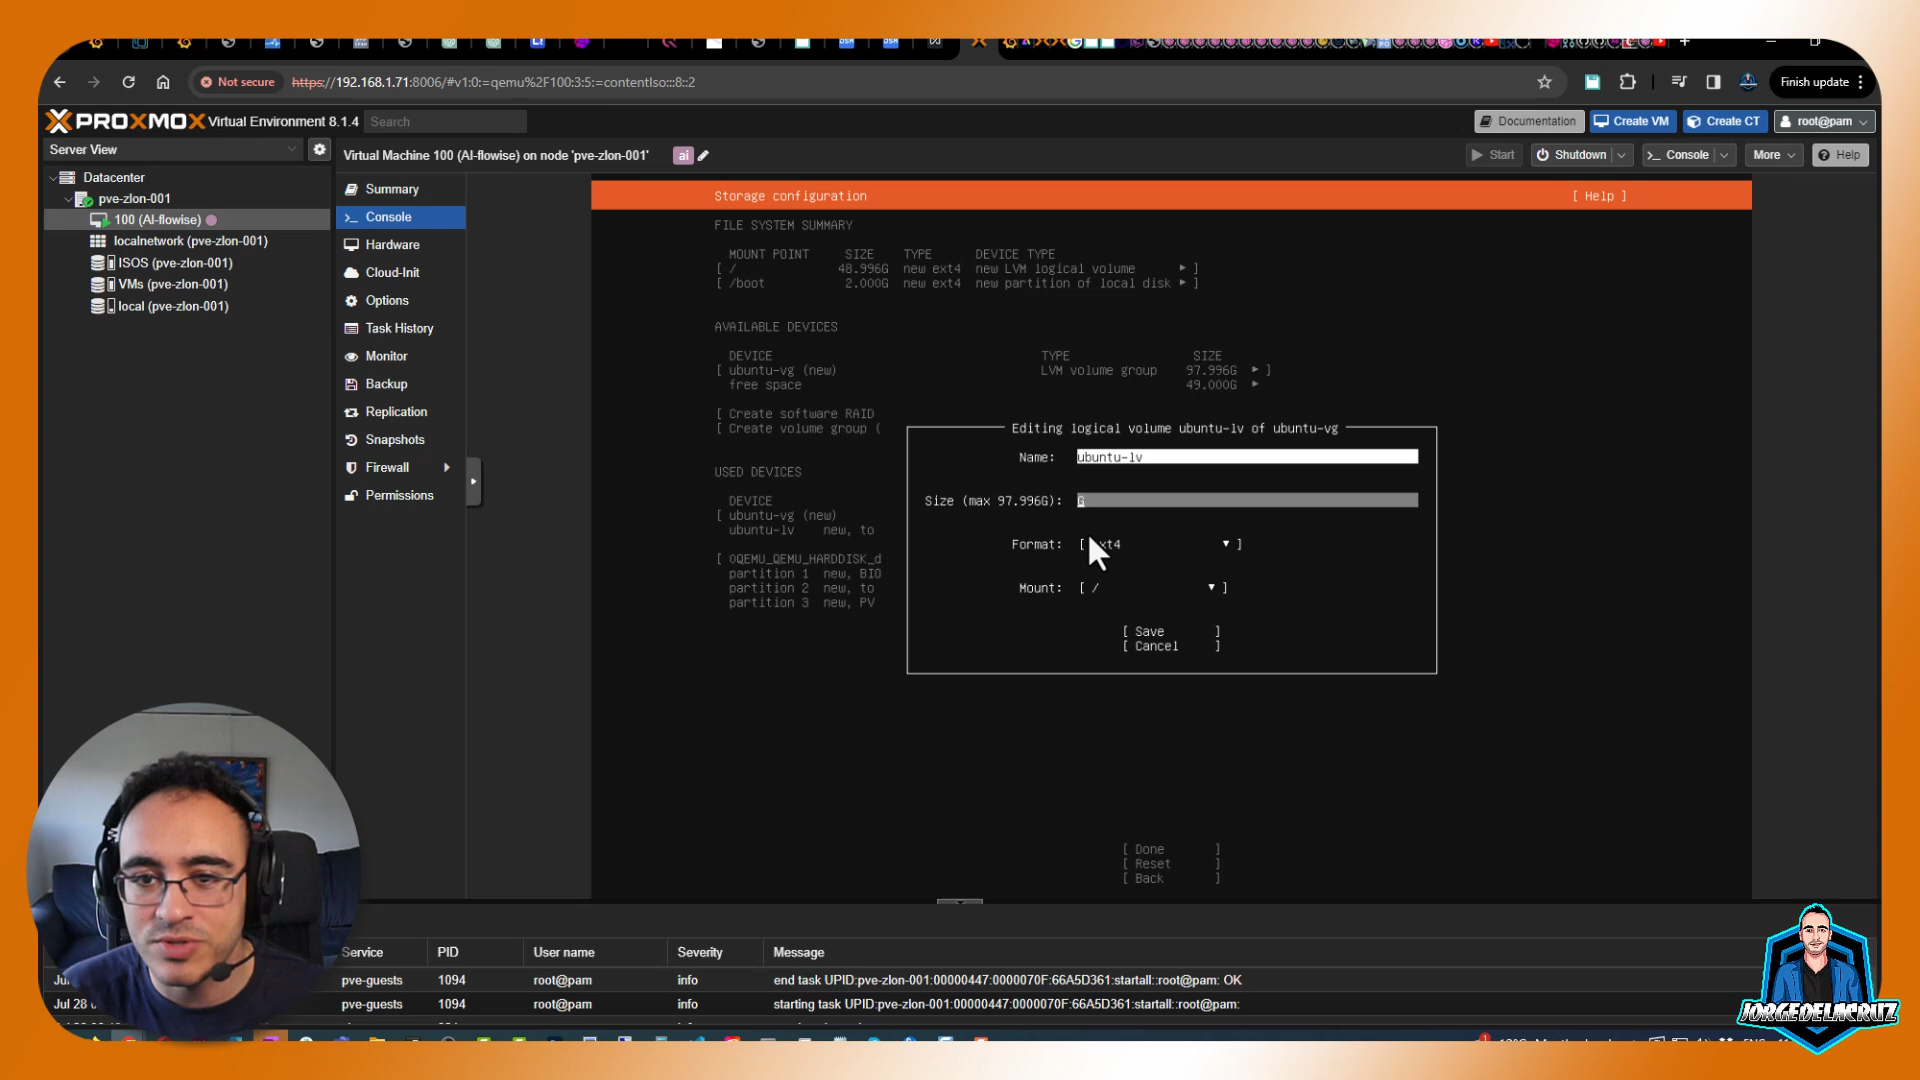 Not secure
https://192.168.1.71:8006/#v1:0:=qemu%2F100:3:5:=contentIso:::8::2
Finish update
PROXMOX Virtual Environment 8.1.4
Search
Documentation
Create VM
Create CT
root@pam
Server View
Virtual Machine 100 (AI-flowise) on node 'pve-zlon-001'
ai
Start
Shutdown
Console
More
Help
Datacenter
pve-zlon-001
100 (AI-flowise)
localnetwork (pve-zlon-001)
ISOS (pve-zlon-001)
VMs (pve-zlon-001)
local (pve-zlon-001)
Summary
Console
Hardware
Cloud-Init
Options
Task History
Monitor
Backup
Replication
Snapshots
Firewall
Permissions
Storage configuration
[ Help ]
FILE SYSTEM SUMMARY
MOUNT POINT SIZE TYPE DEVICE TYPE
[ / 48.996G new ext4 new LVM logical volume ▸ ]
[ /boot 2.000G new ext4 new partition of local disk ▸ ]
AVAILABLE DEVICES
DEVICE TYPE SIZE
[ ubuntu-vg (new) LVM volume group 97.996G ▸ ]
free space 49.000G ▸
[ Create software RAID
[ Create volume group (
USED DEVICES
DEVICE
[ ubuntu-vg (new)
ubuntu-lv new, to
[ 0QEMU_QEMU_HARDDISK_d
partition 1 new, BIO
partition 2 new, to
partition 3 new, PV
Editing logical volume ubuntu-lv of ubuntu-vg
Name: ubuntu-lv
Size (max 97.996G): G
Format: [ xt4 ▾ ]
Mount: [ / ▾ ]
[ Save ]
[ Cancel ]
[ Done ]
[ Reset ]
[ Back ]
Service PID User name Severity Message
pve-guests 1094 root@pam info end task UPID:pve-zlon-001:00000447:0000070F:66A5D361:startall::root@pam: OK
Jul 28 pve-guests 1094 root@pam info starting task UPID:pve-zlon-001:00000447:0000070F:66A5D361:startall::root@pam:
JORGEDELACRUZ